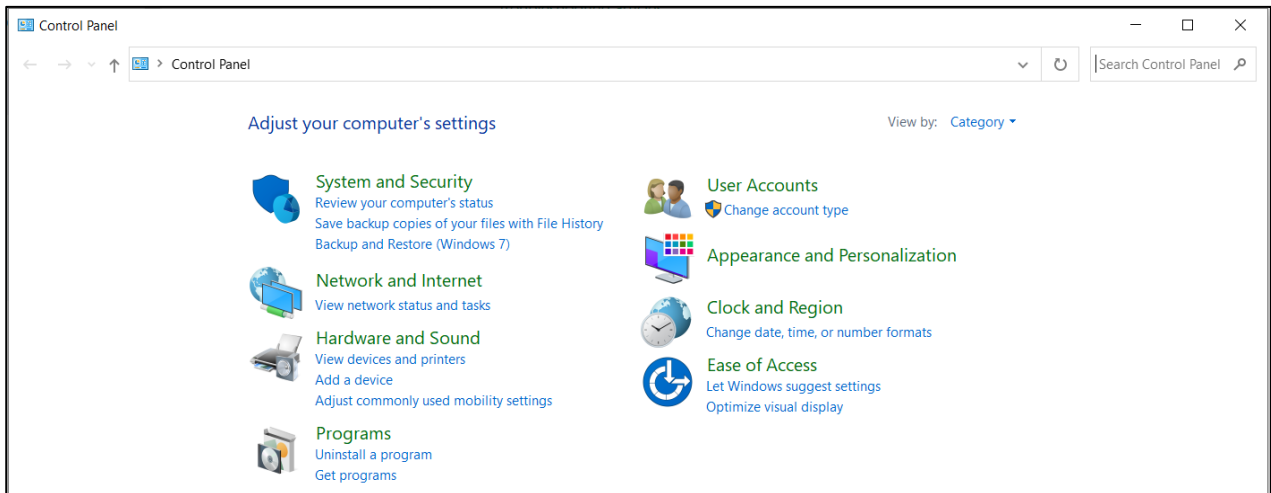 Control Panel
Control Panel
Search Control Panel
Adjust your computer's settings
View by: Category
System and Security
Review your computer's status
Save backup copies of your files with File History
Backup and Restore (Windows 7)
Network and Internet
View network status and tasks
Hardware and Sound
View devices and printers
Add a device
Adjust commonly used mobility settings
Programs
Uninstall a program
Get programs
User Accounts
Change account type
Appearance and Personalization
Clock and Region
Change date, time, or number formats
Ease of Access
Let Windows suggest settings
Optimize visual display